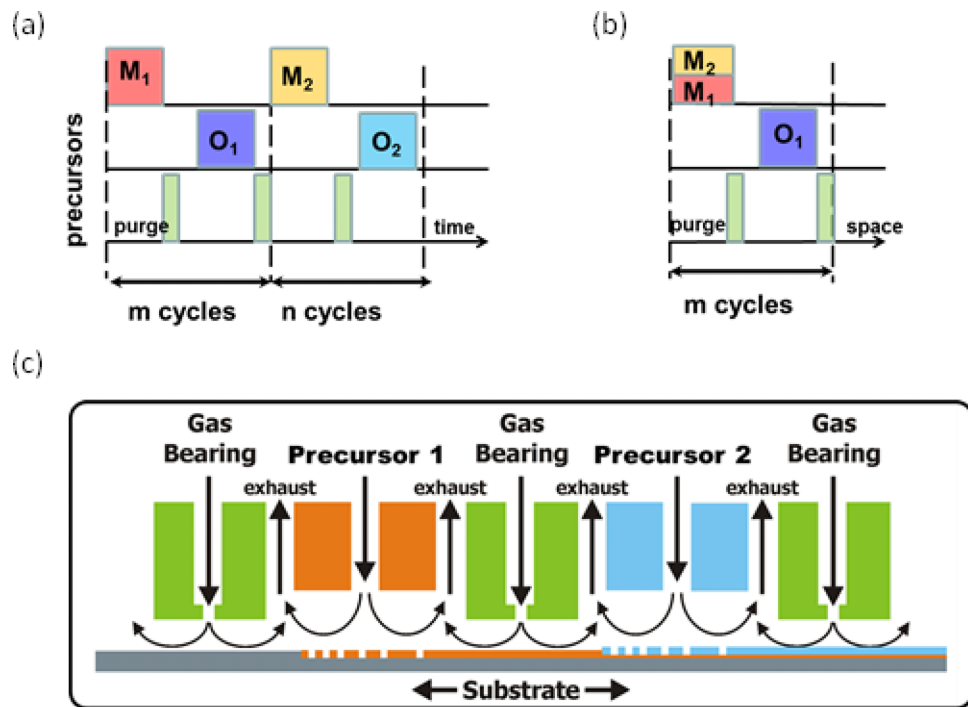 (a)
M1
M2
O1
O2
precursors
purge
time
m cycles
n cycles
(b)
M2
M1
O1
purge
space
m cycles
(c)
Gas
Bearing
Precursor 1
Gas
Bearing
Precursor 2
Gas
Bearing
exhaust
exhaust
exhaust
exhaust
Substrate